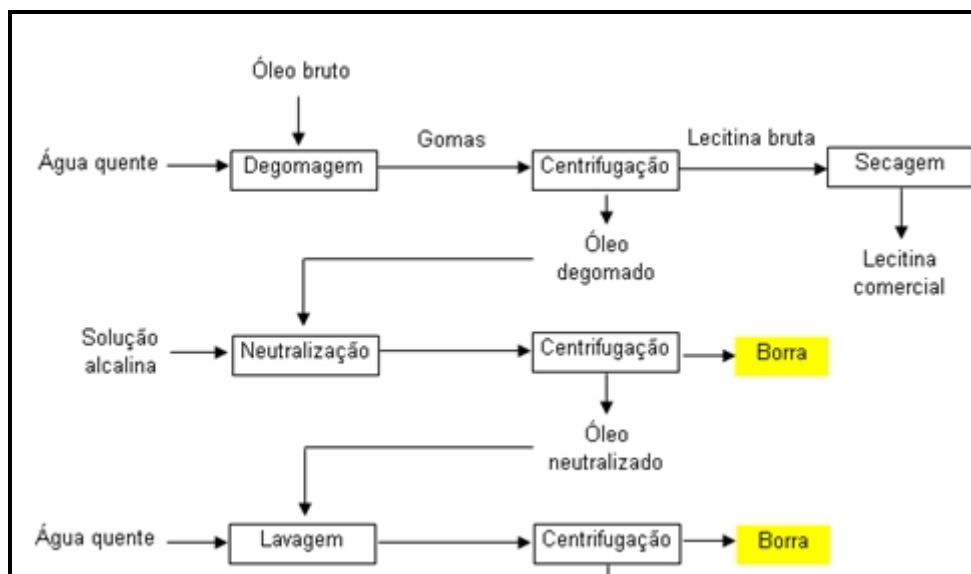 Óleo bruto
Água quente
Degomagem
Gomas
Centrifugação
Lecitina bruta
Secagem
Óleo
degomado
Lecitina
comercial
Solução
alcalina
Neutralização
Centrifugação
Borra
Óleo
neutralizado
Água quente
Lavagem
Centrifugação
Borra